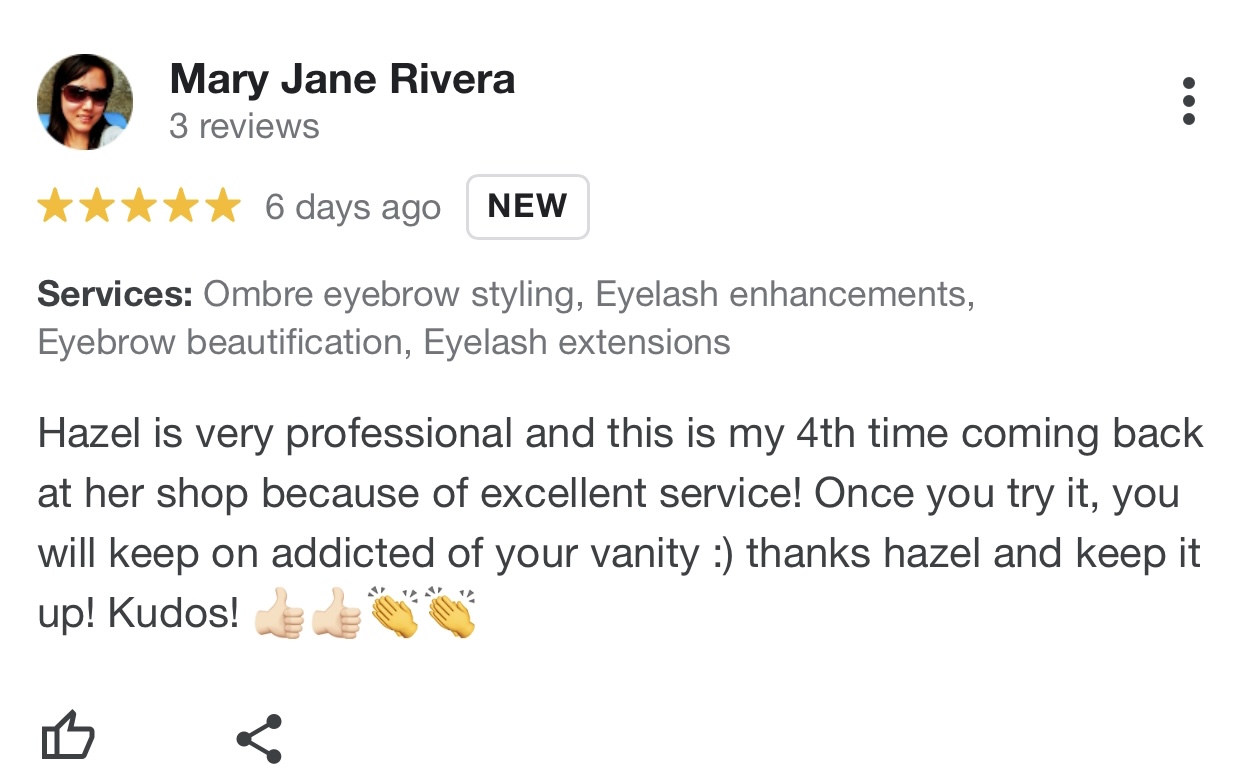 Mary Jane Rivera
3 reviews
6 days ago NEW
Services: Ombre eyebrow styling, Eyelash enhancements,
Eyebrow beautification, Eyelash extensions
Hazel is very professional and this is my 4th time coming back
at her shop because of excellent service! Once you try it, you
will keep on addicted of your vanity :) thanks hazel and keep it
up! Kudos! 👍🏻👍🏻👏👏